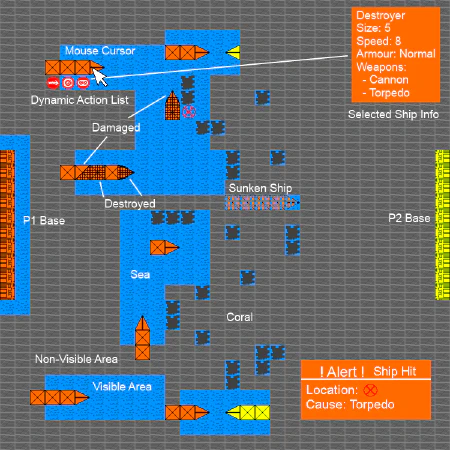 Mouse Cursor
Destroyer
Size: 5
Speed: 8
Armour: Normal
Weapons:
- Cannon
- Torpedo
Dynamic Action List
Selected Ship Info
Damaged
Sunken Ship
Destroyed
P1 Base
P2 Base
Sea
Coral
Non-Visible Area
! Alert ! Ship Hit
Visible Area
Location:
Cause: Torpedo